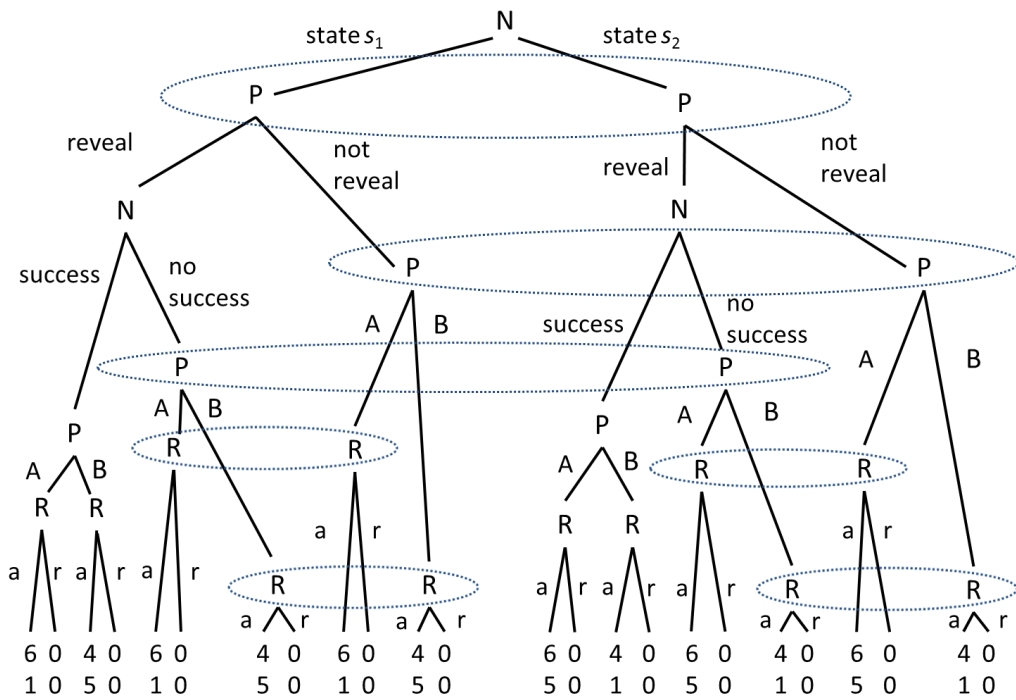 N
state s1 state s2
P P
reveal not reveal reveal not reveal
N N
P P
success no success success no success
A B
P P A B
A B A B
P P
R R R R
A B A B
R R R R
a r
a r a r a r a r a r a r
R R R R
a r a r a r a r
6 0 4 0 6 0 4 0 6 0 4 0 6 0 4 0 6 0 4 0 6 0 4 0
1 0 5 0 1 0 5 0 1 0 5 0 5 0 1 0 5 0 1 0 5 0 1 0